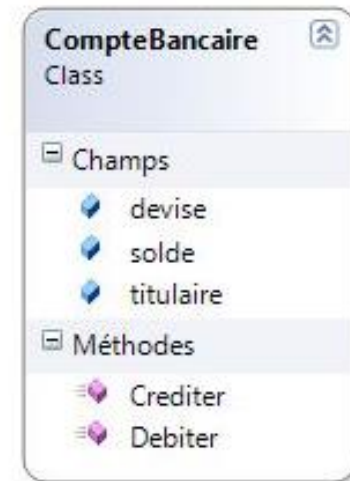 CompteBancaire
Class
Champs
devise
solde
titulaire
Méthodes
Crediter
Debiter